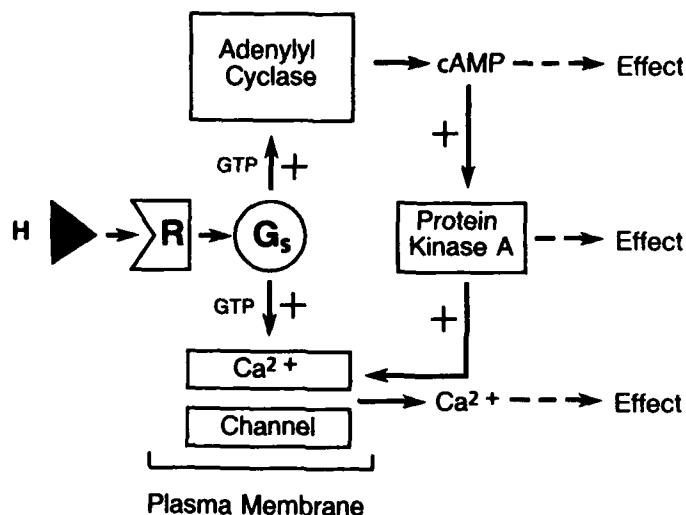 Adenylyl
Cyclase
cAMP
Effect
+
GTP +
H
R
Gs
Protein
Kinase A
Effect
GTP +
+
Ca2+
Ca2+
Effect
Channel
Plasma Membrane